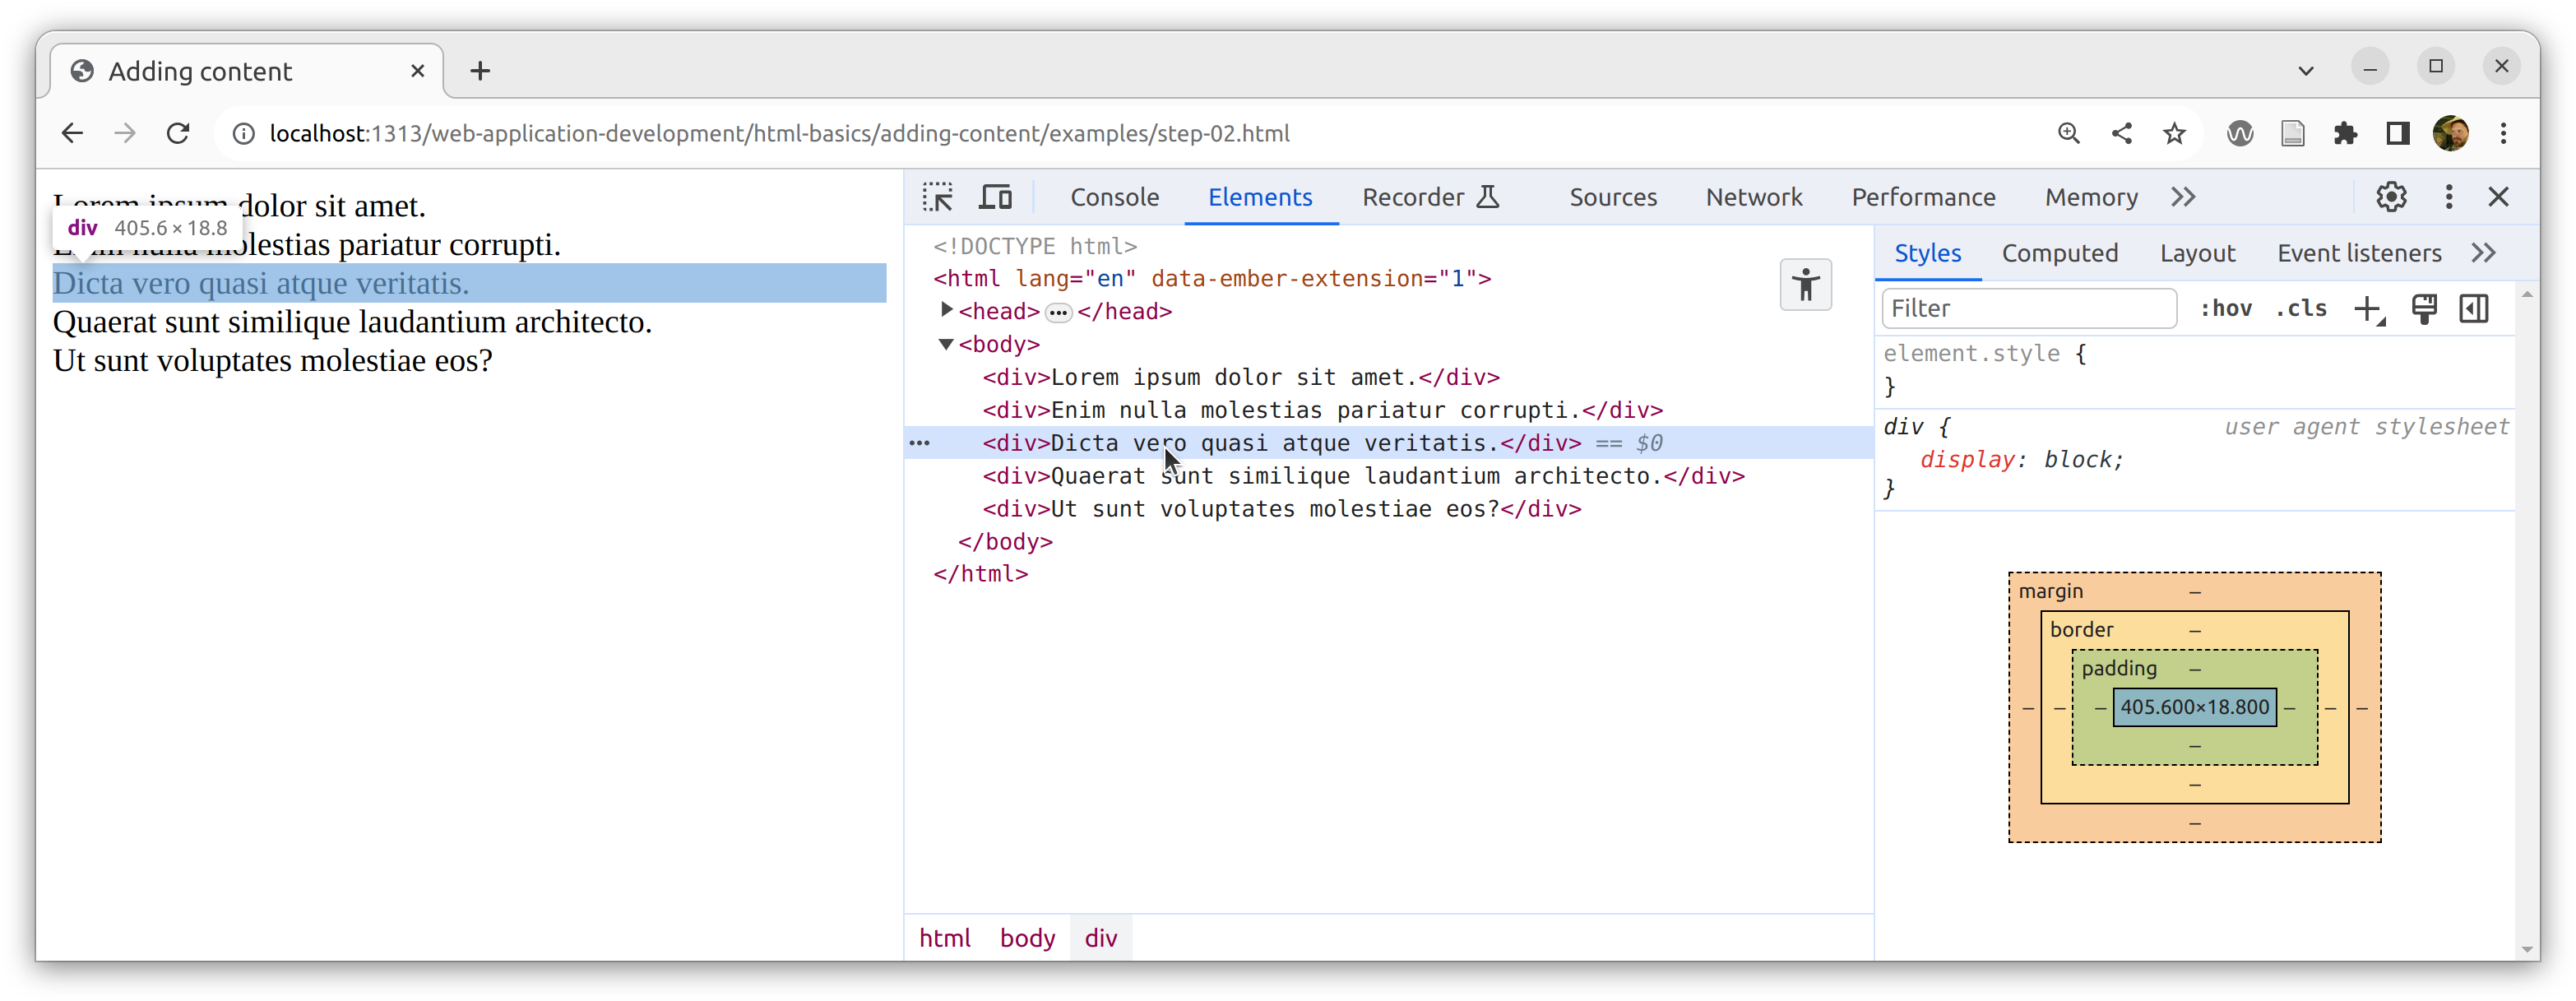 Adding content
localhost:1313/web-application-development/html-basics/adding-content/examples/step-02.html
Lorem ipsum dolor sit amet.
div 405.6 × 18.8
Enim nulla molestias pariatur corrupti.
Dicta vero quasi atque veritatis.
Quaerat sunt similique laudantium architecto.
Ut sunt voluptates molestiae eos?
Console Elements Recorder Sources Network Performance Memory
<!DOCTYPE html>
<html lang="en" data-ember-extension="1">
<head>…</head>
<body>
<div>Lorem ipsum dolor sit amet.</div>
<div>Enim nulla molestias pariatur corrupti.</div>
<div>Dicta vero quasi atque veritatis.</div> == $0
<div>Quaerat sunt similique laudantium architecto.</div>
<div>Ut sunt voluptates molestiae eos?</div>
</body>
</html>
html body div
Styles Computed Layout Event listeners
Filter :hov .cls
element.style {
}
div { user agent stylesheet
display: block;
}
margin –
border –
padding –
– – – 405.600×18.800 – – –
–
–
–